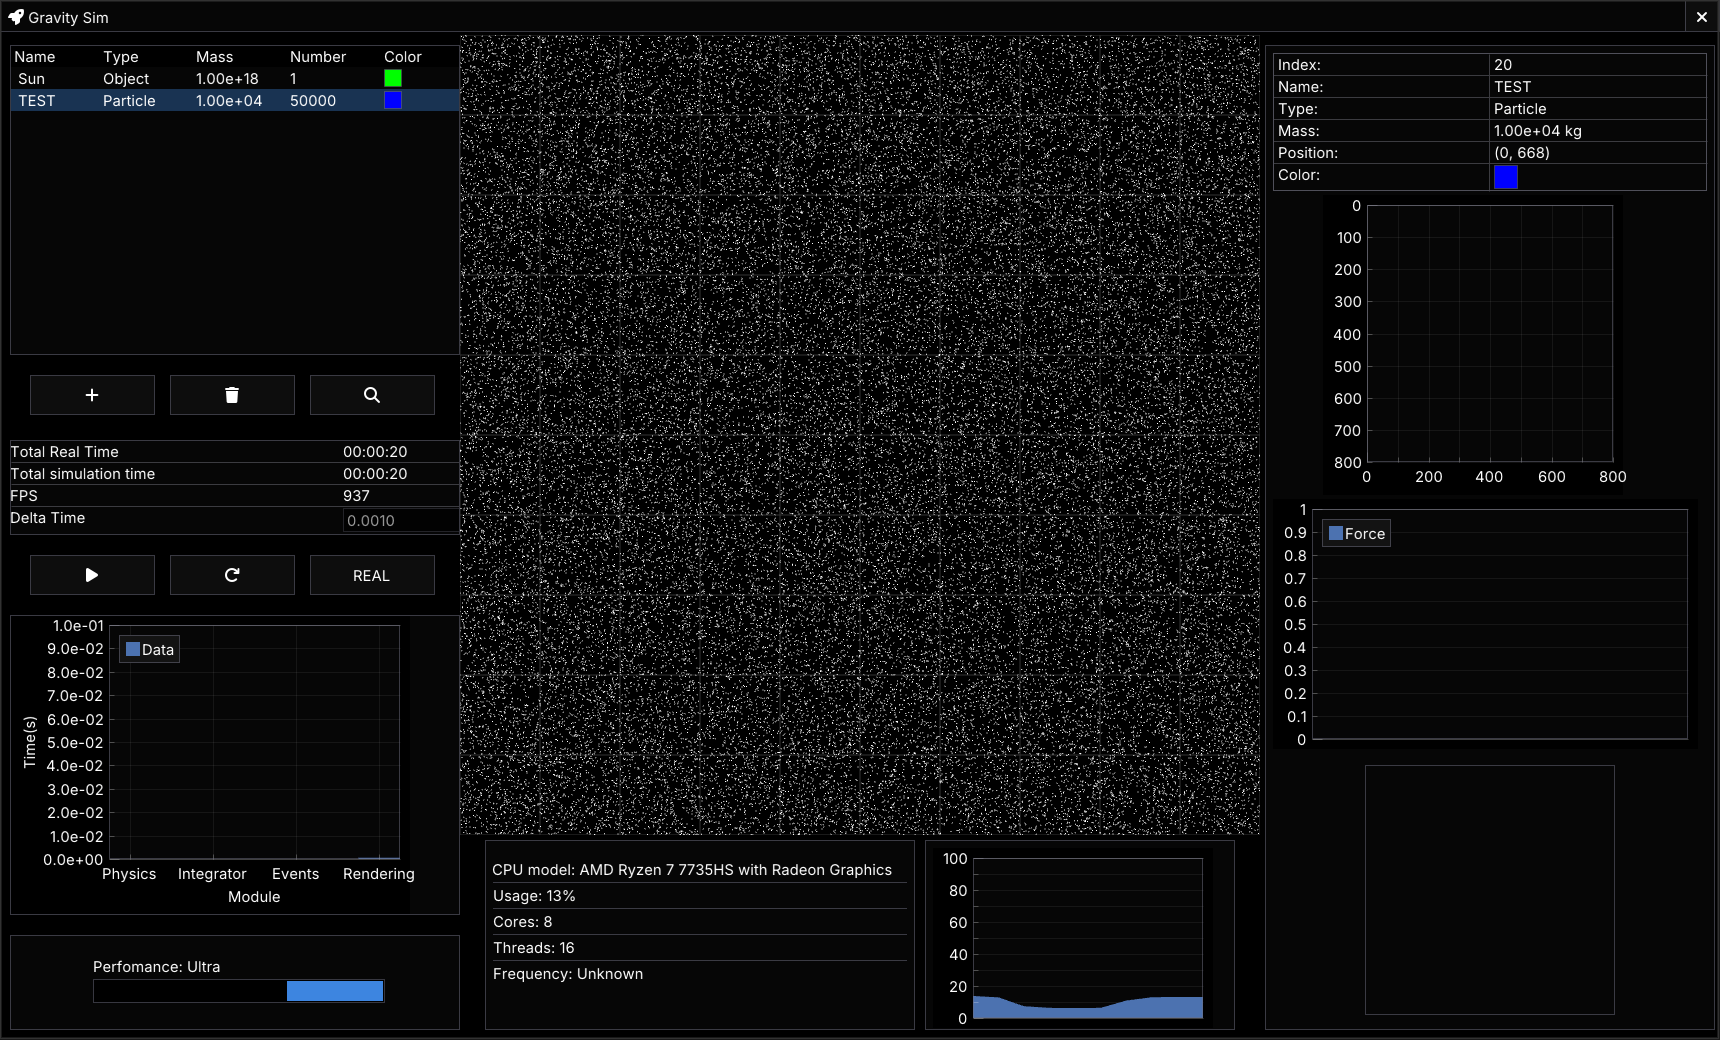 Gravity Sim
Name Type Mass Number Color
Sun Object 1.00e+18 1
TEST Particle 1.00e+04 50000
Total Real Time 00:00:20
Total simulation time 00:00:20
FPS 937
Delta Time 0.0010
REAL
1.0e-01
9.0e-02
8.0e-02
7.0e-02
6.0e-02
5.0e-02
4.0e-02
3.0e-02
2.0e-02
1.0e-02
0.0e+00
Data
Time(s)
Physics Integrator Events Rendering
Module
Perfomance: Ultra
CPU model: AMD Ryzen 7 7735HS with Radeon Graphics
Usage: 13%
Cores: 8
Threads: 16
Frequency: Unknown
100
80
60
40
20
0
Index: 20
Name: TEST
Type: Particle
Mass: 1.00e+04 kg
Position: (0, 668)
Color:
0
100
200
300
400
500
600
700
800
0 200 400 600 800
1
0.9
0.8
0.7
0.6
0.5
0.4
0.3
0.2
0.1
0
Force